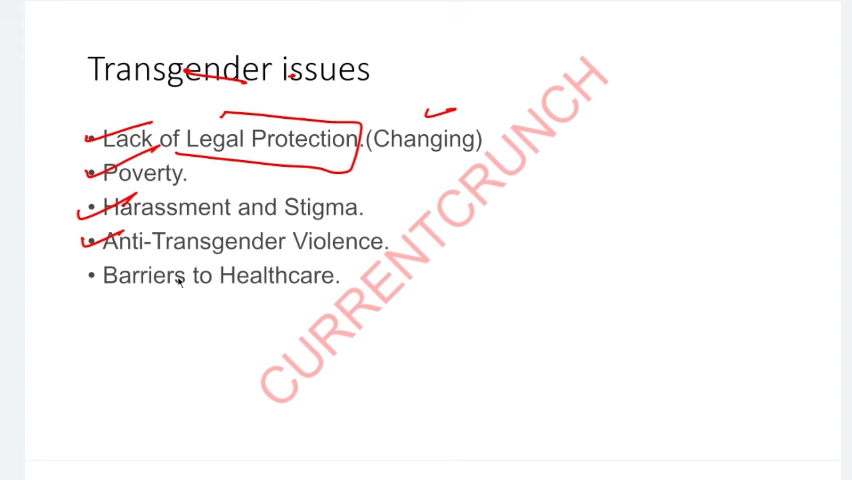 Transgender issues
• Lack of Legal Protection.(Changing)
• Poverty.
• Harassment and Stigma.
• Anti-Transgender Violence.
• Barriers to Healthcare.
CURRENTCRUNCH